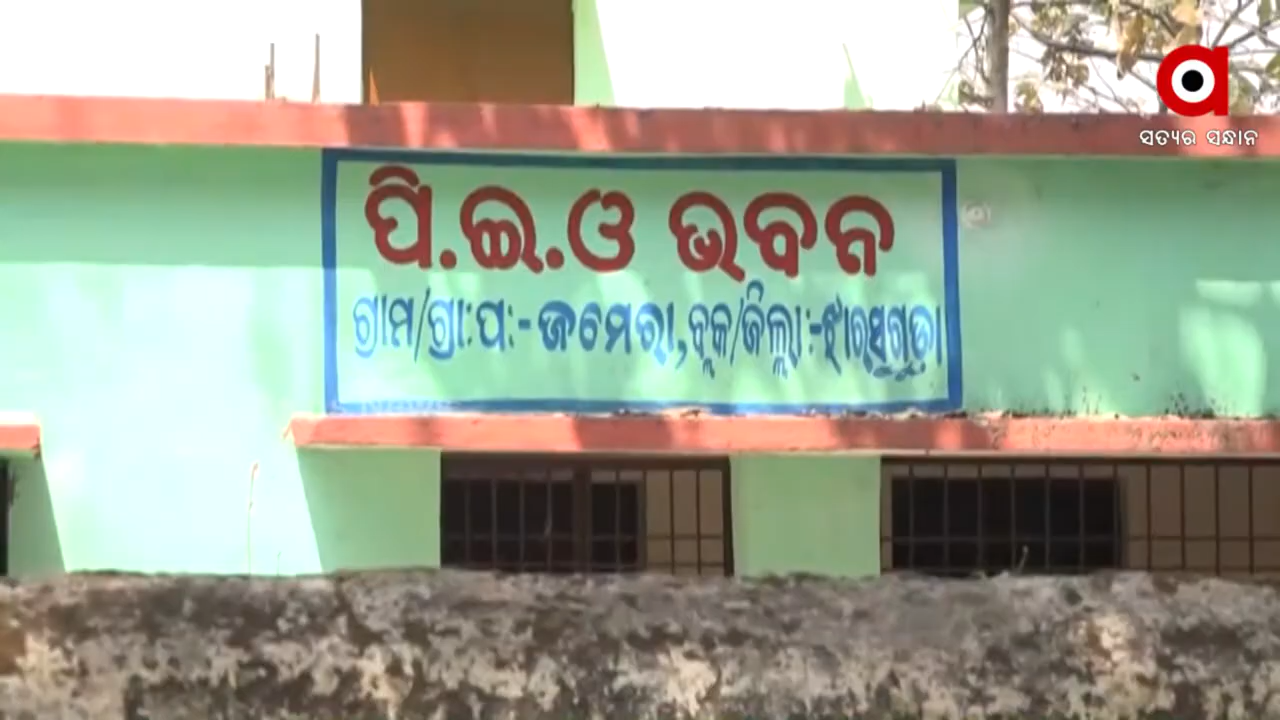 ସତ୍ୟର ସନ୍ଧାନ
ପି.ଇ.ଓ ଭବନ
ଗ୍ରାମ/ଗ୍ରା:ପ:-ଜମେରା,ବ୍ଲକ/ଜିଲ୍ଲା:-ଝାରସୁଗୁଡ଼ା